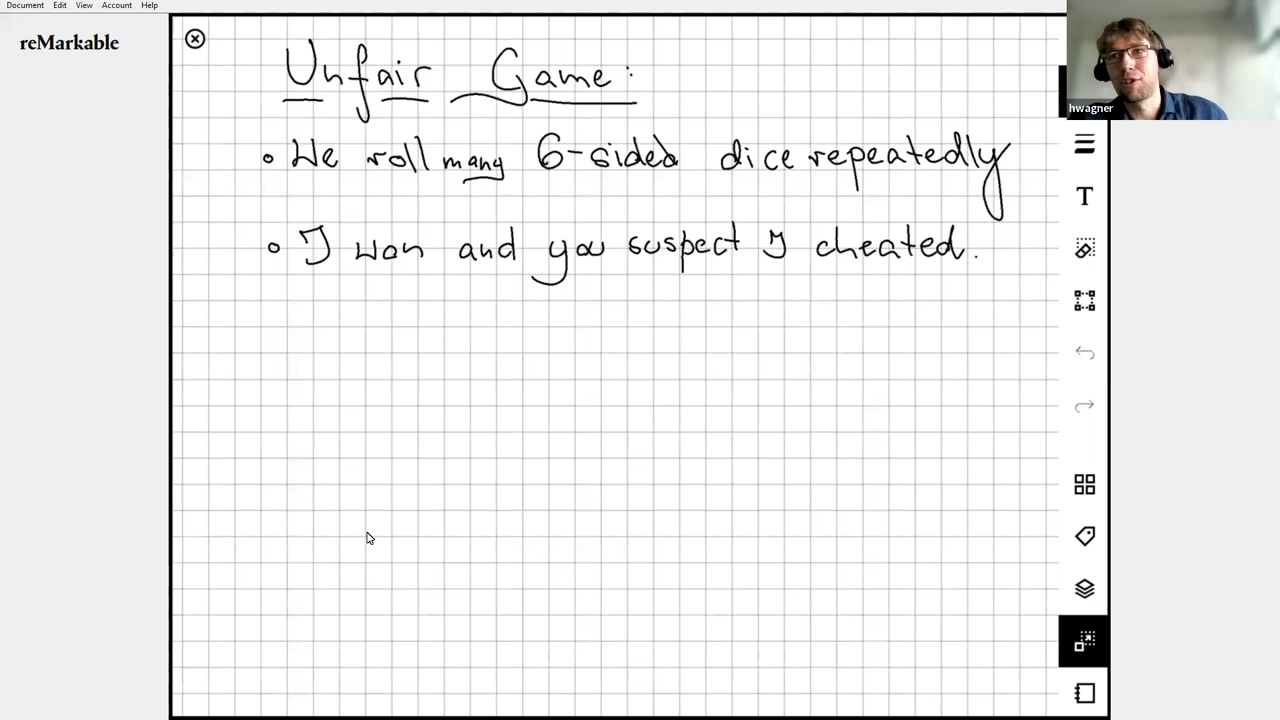 Document Edit View Account Help
reMarkable
Unfair Game:
hwagner
• We roll many 6-sided dice repeatedly
• I won and you suspect I cheated.
T